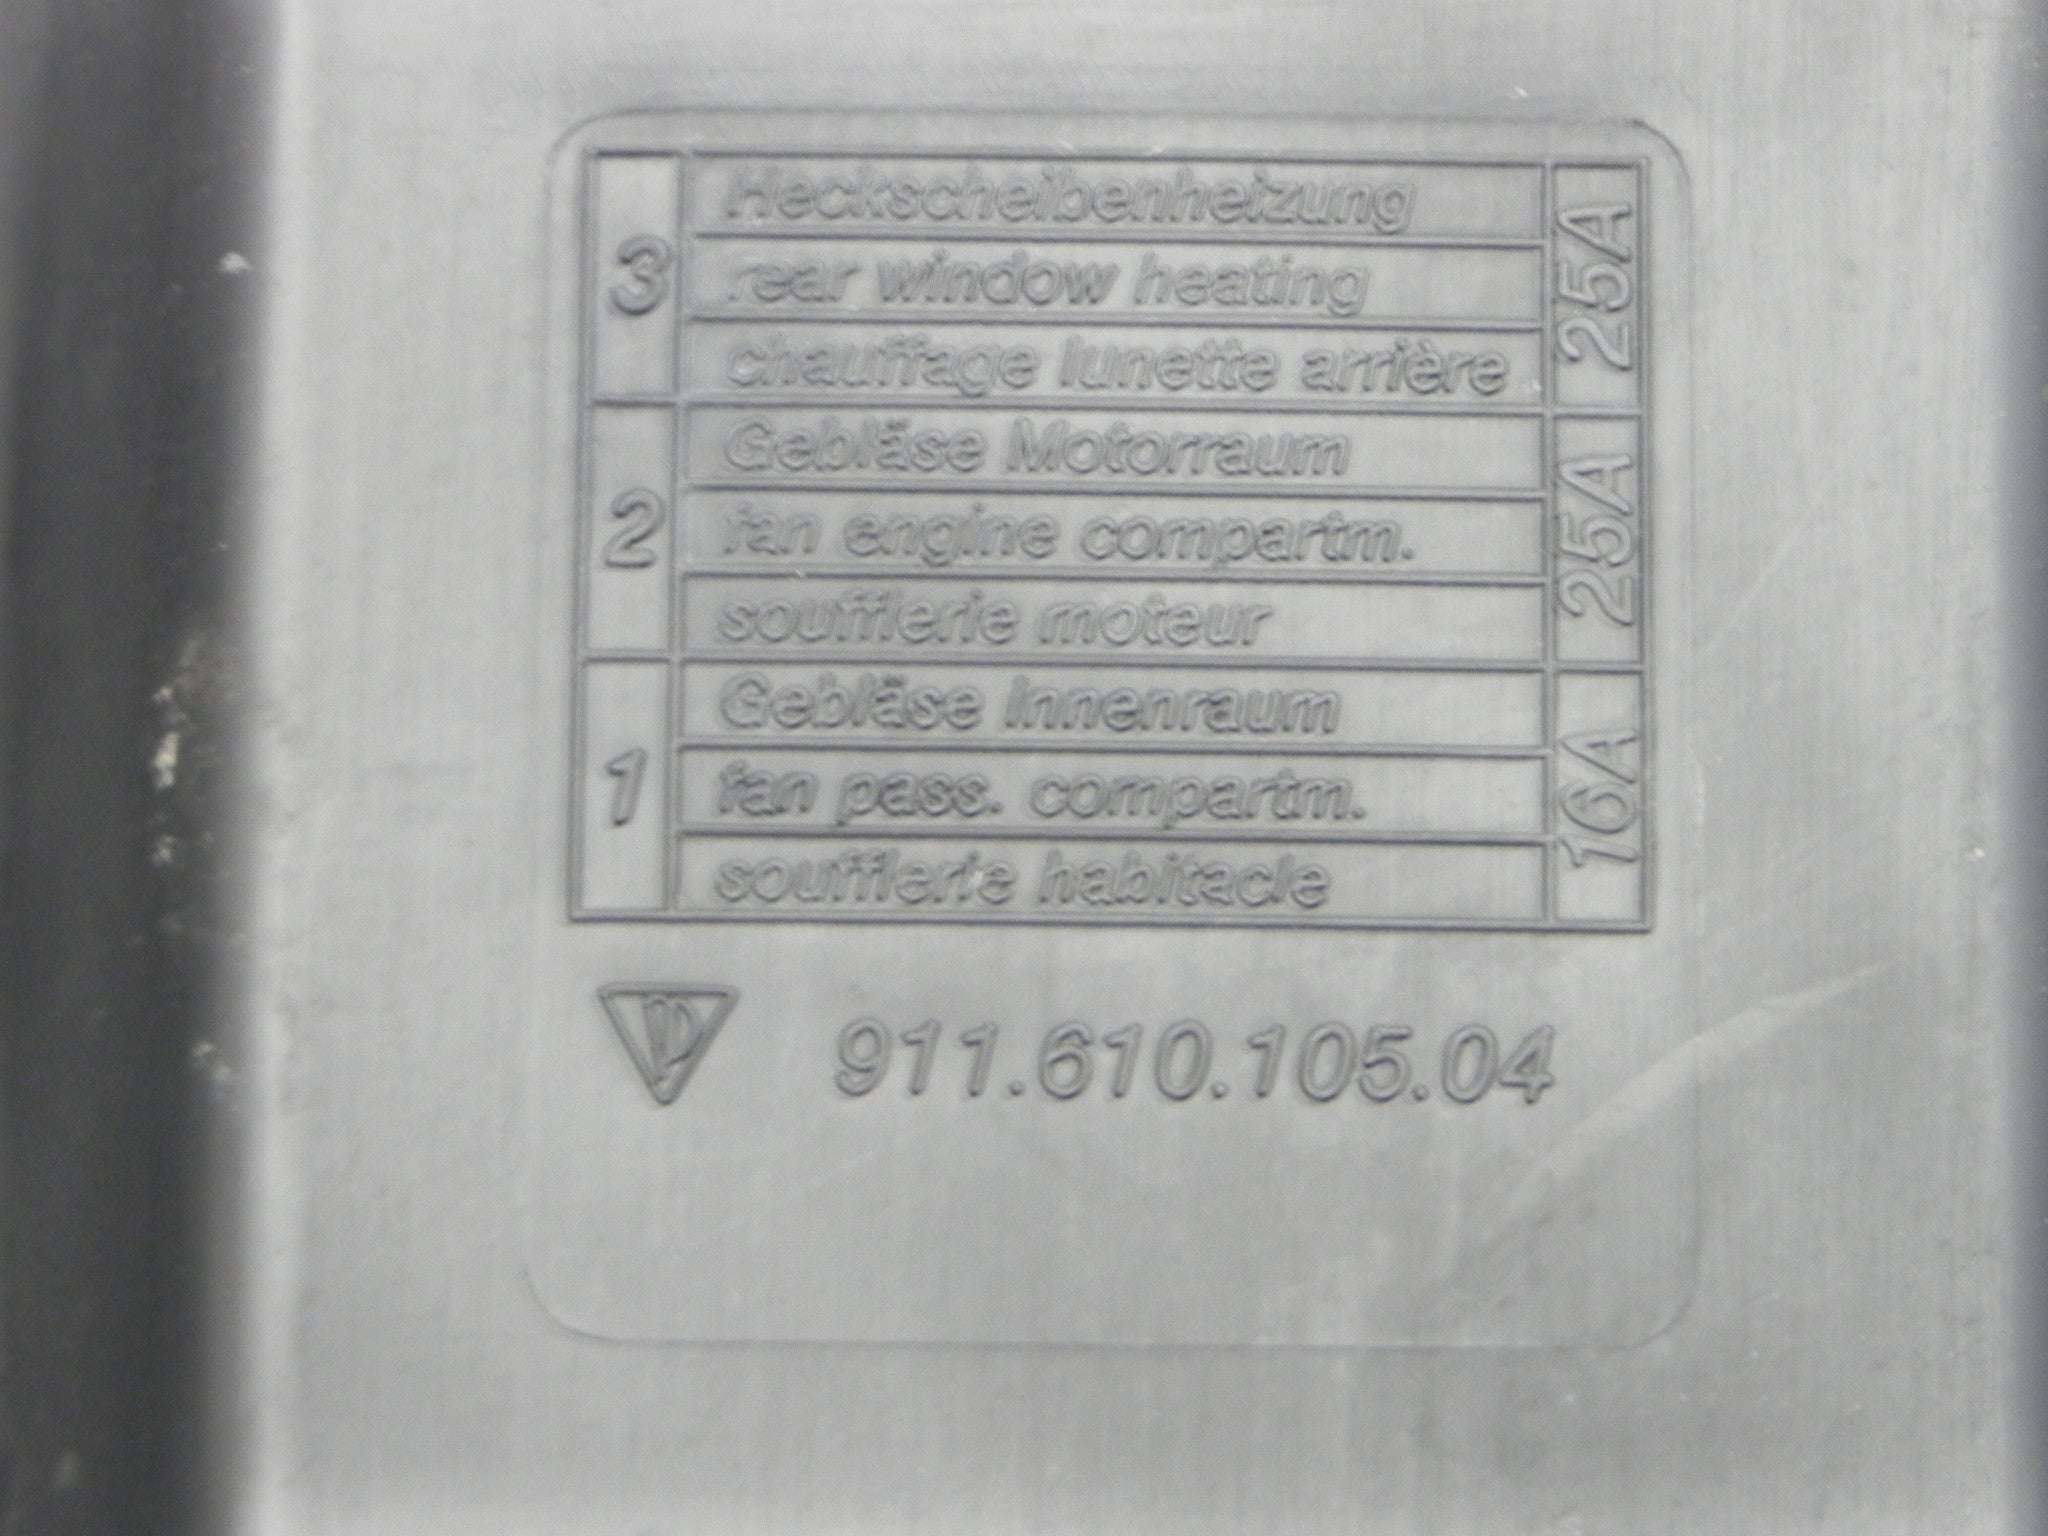 3 Heckscheibenheizung 25A
rear window heating
chauffage lunette arrière
2 Gebläse Motorraum 25A
fan engine compartm.
soufflerie moteur
1 Gebläse innenraum 16A
fan pass. compartm.
soufflerie habitacle
911.610.105.04